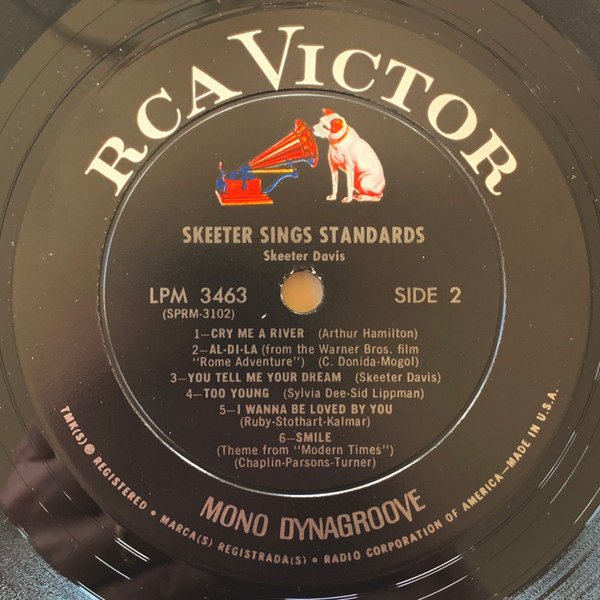 RCA VICTOR
SKEETER SINGS STANDARDS
Skeeter Davis
LPM 3463
(SPRM-3102)
SIDE 2
1—CRY ME A RIVER (Arthur Hamilton)
2—AL-DI-LA (from the Warner Bros. film
"Rome Adventure") (C. Donida-Mogol)
3—YOU TELL ME YOUR DREAM (Skeeter Davis)
4—TOO YOUNG (Sylvia Dee-Sid Lippman)
5—I WANNA BE LOVED BY YOU
(Ruby-Stothart-Kalmar)
6—SMILE
(Theme from "Modern Times")
(Chaplin-Parsons-Turner)
MONO DYNAGROOVE
TMK(S) ® REGISTERED • MARCA(S) REGISTRADA(S) • RADIO CORPORATION OF AMERICA—MADE IN U.S.A.